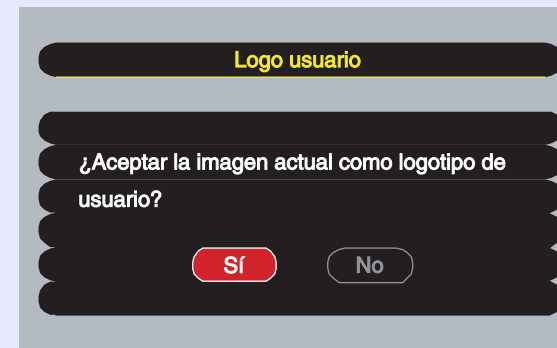 Logo usuario
¿Aceptar la imagen actual como logotipo de
usuario?
Sí No